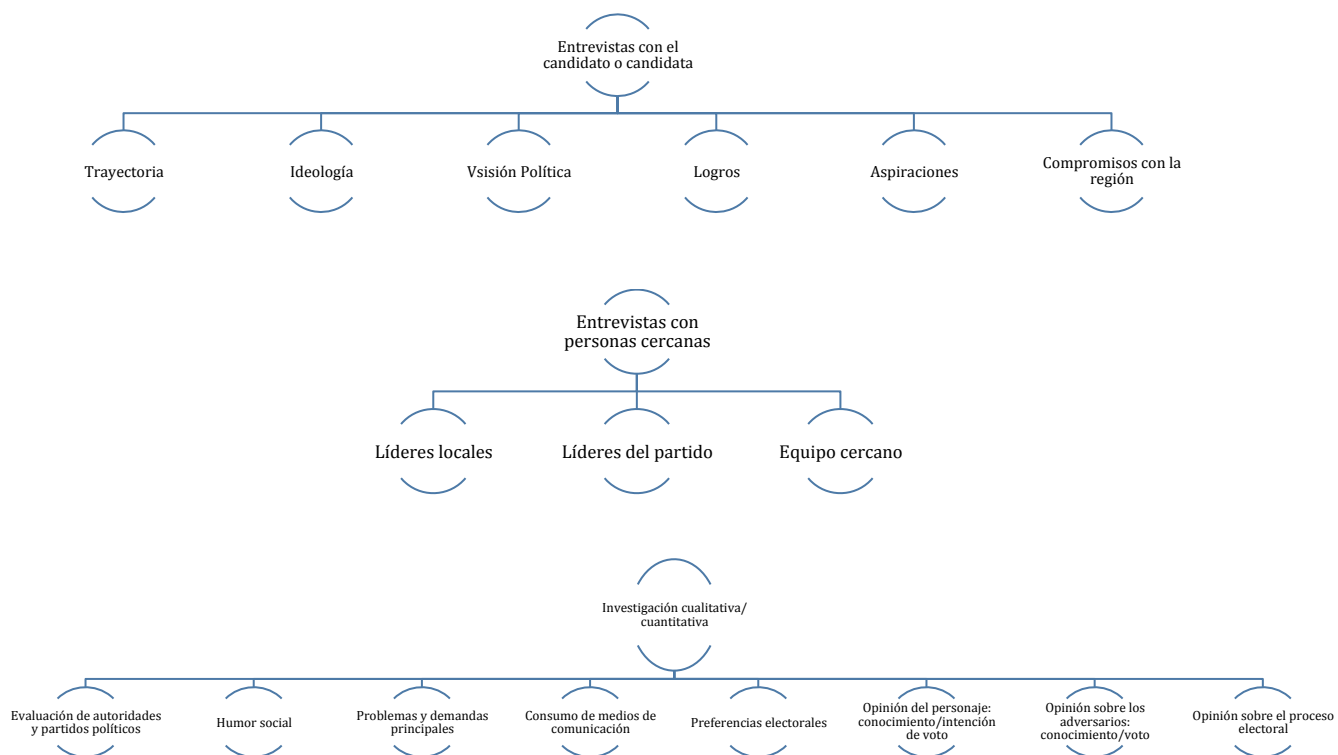 Entrevistas con el
candidato o candidata
Trayectoria
Ideología
Vsisión Política
Logros
Aspiraciones
Compromisos con la
región
Entrevistas con
personas cercanas
Líderes locales
Líderes del partido
Equipo cercano
Investigación cualitativa/
cuantitativa
Evaluación de autoridades
y partidos políticos
Humor social
Problemas y demandas
principales
Consumo de medios de
comunicación
Preferencias electorales
Opinión del personaje:
conocimiento/intención
de voto
Opinión sobre los
adversarios:
conocimiento/voto
Opinión sobre el proceso
electoral